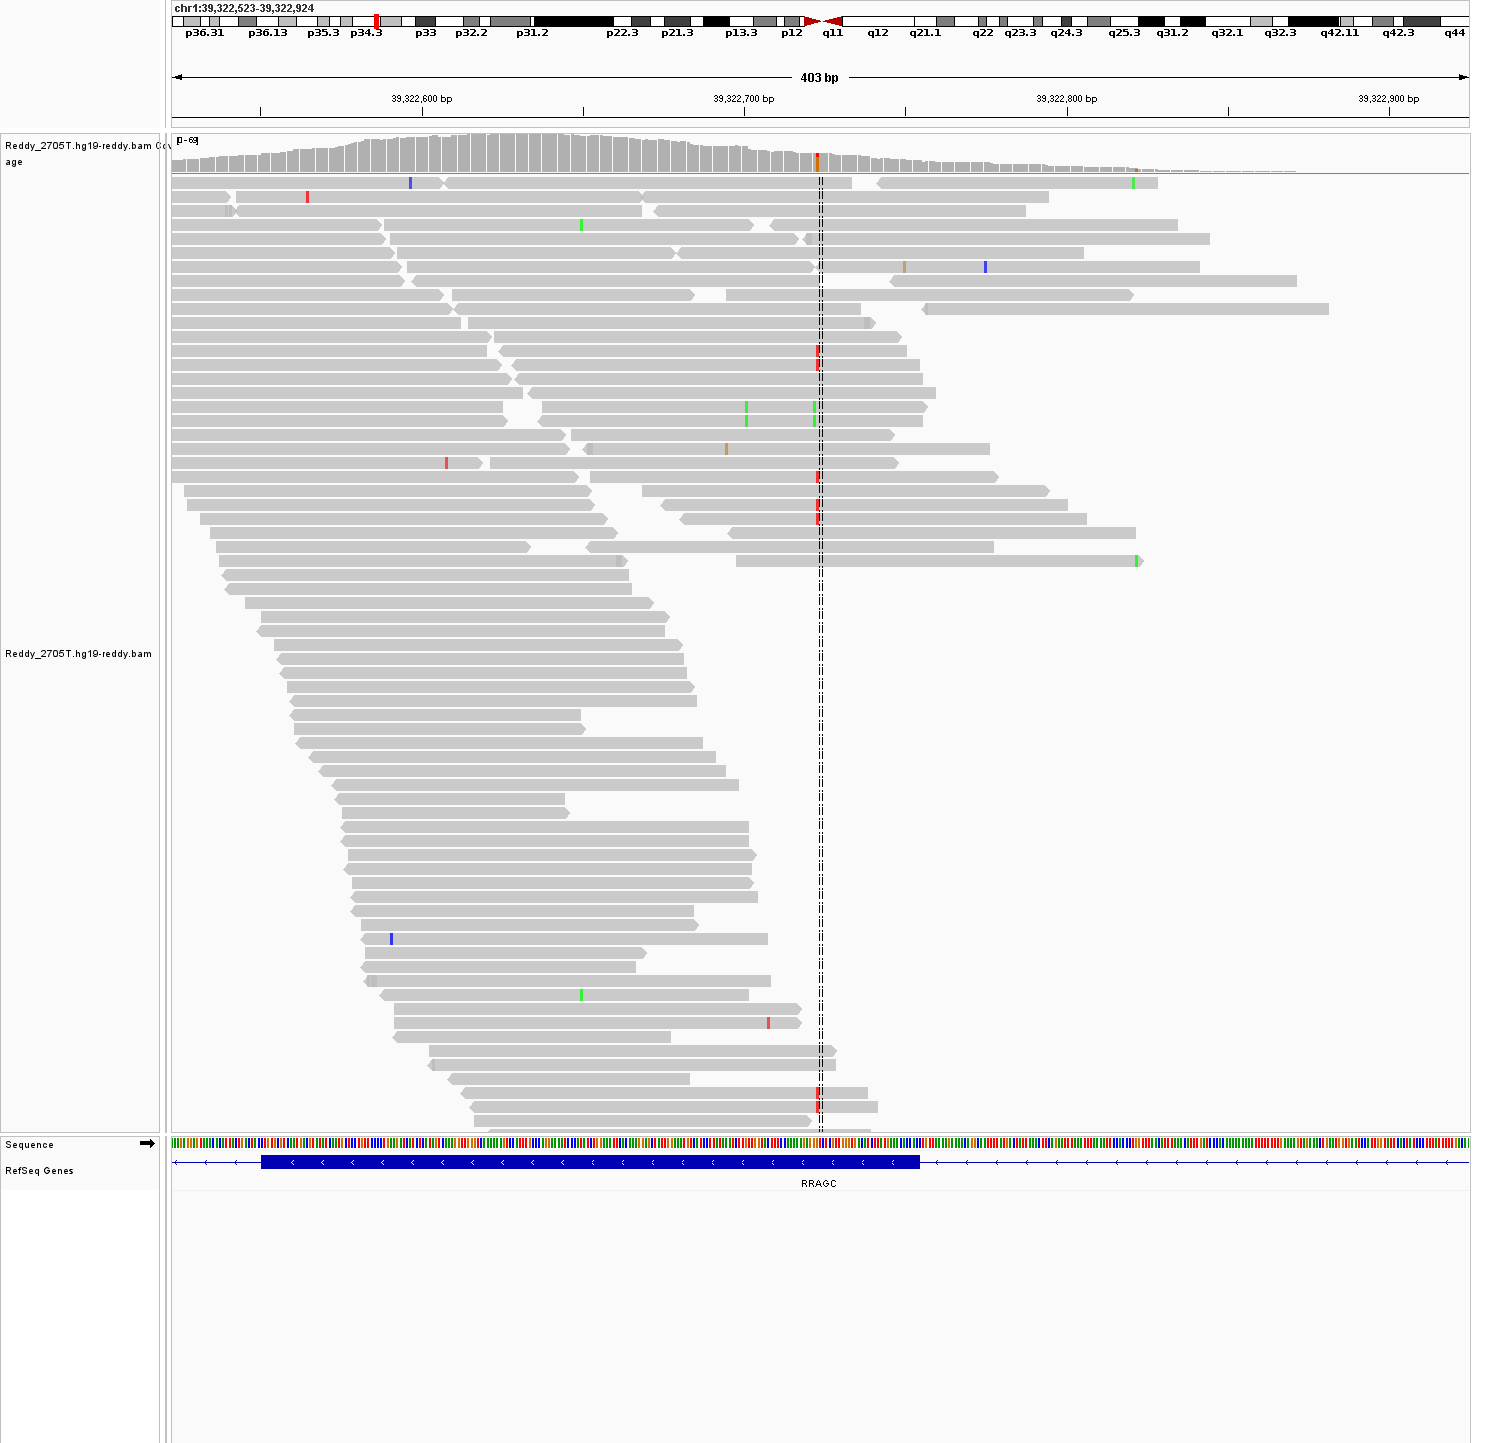 chr1:39,322,523-39,322,924
p36.31 p36.13 p35.3 p34.3 p33 p32.2 p31.2 p22.3 p21.3 p13.3 p12 q11 q12 q21.1 q22 q23.3 q24.3 q25.3 q31.2 q32.1 q32.3 q42.11 q42.3 q44
403 bp
39,322,600 bp 39,322,700 bp 39,322,800 bp 39,322,900 bp
[0 - 69]
Reddy_2705T.hg19-reddy.bam Cov
age
Reddy_2705T.hg19-reddy.bam
Sequence
RefSeq Genes
RRAGC